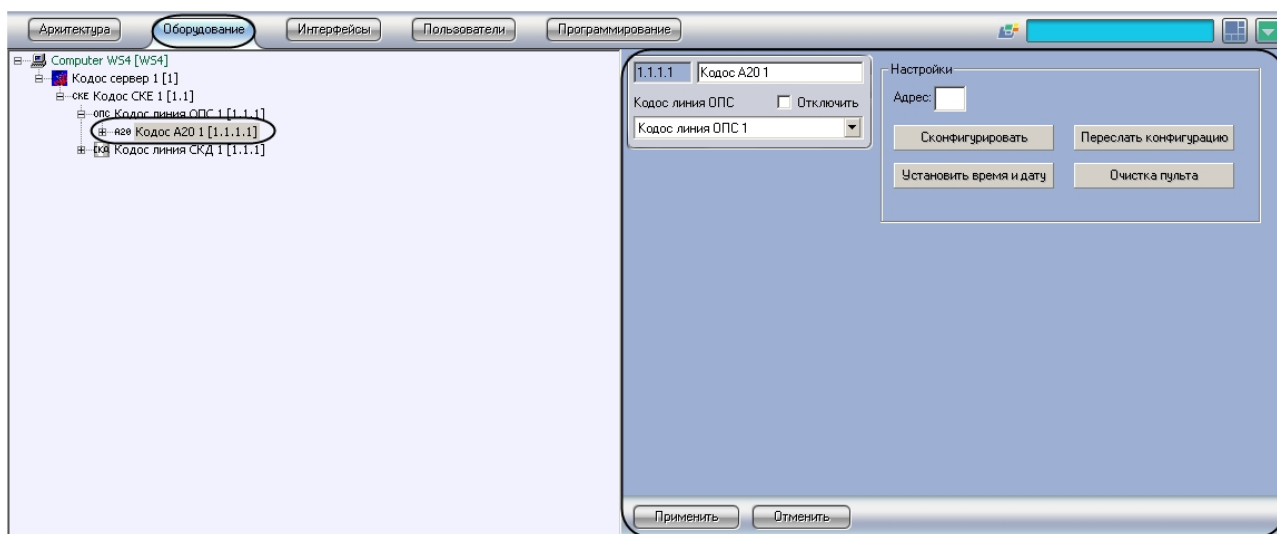 Архитектура Оборудование Интерфейсы Пользователи Программирование
Computer WS4 [WS4]
Кодос сервер 1 [1]
СКЕ Кодос СКЕ 1 [1.1]
ОПС Кодос линия ОПС 1 [1.1.1]
А20 Кодос А20 1 [1.1.1.1]
СКД Кодос линия СКД 1 [1.1.1]
1.1.1.1 Кодос А20 1
Кодос линия ОПС Отключить
Кодос линия ОПС 1
Настройки
Адрес:
Сконфигурировать Переслать конфигурацию
Установить время и дату Очистка пульта
Применить Отменить